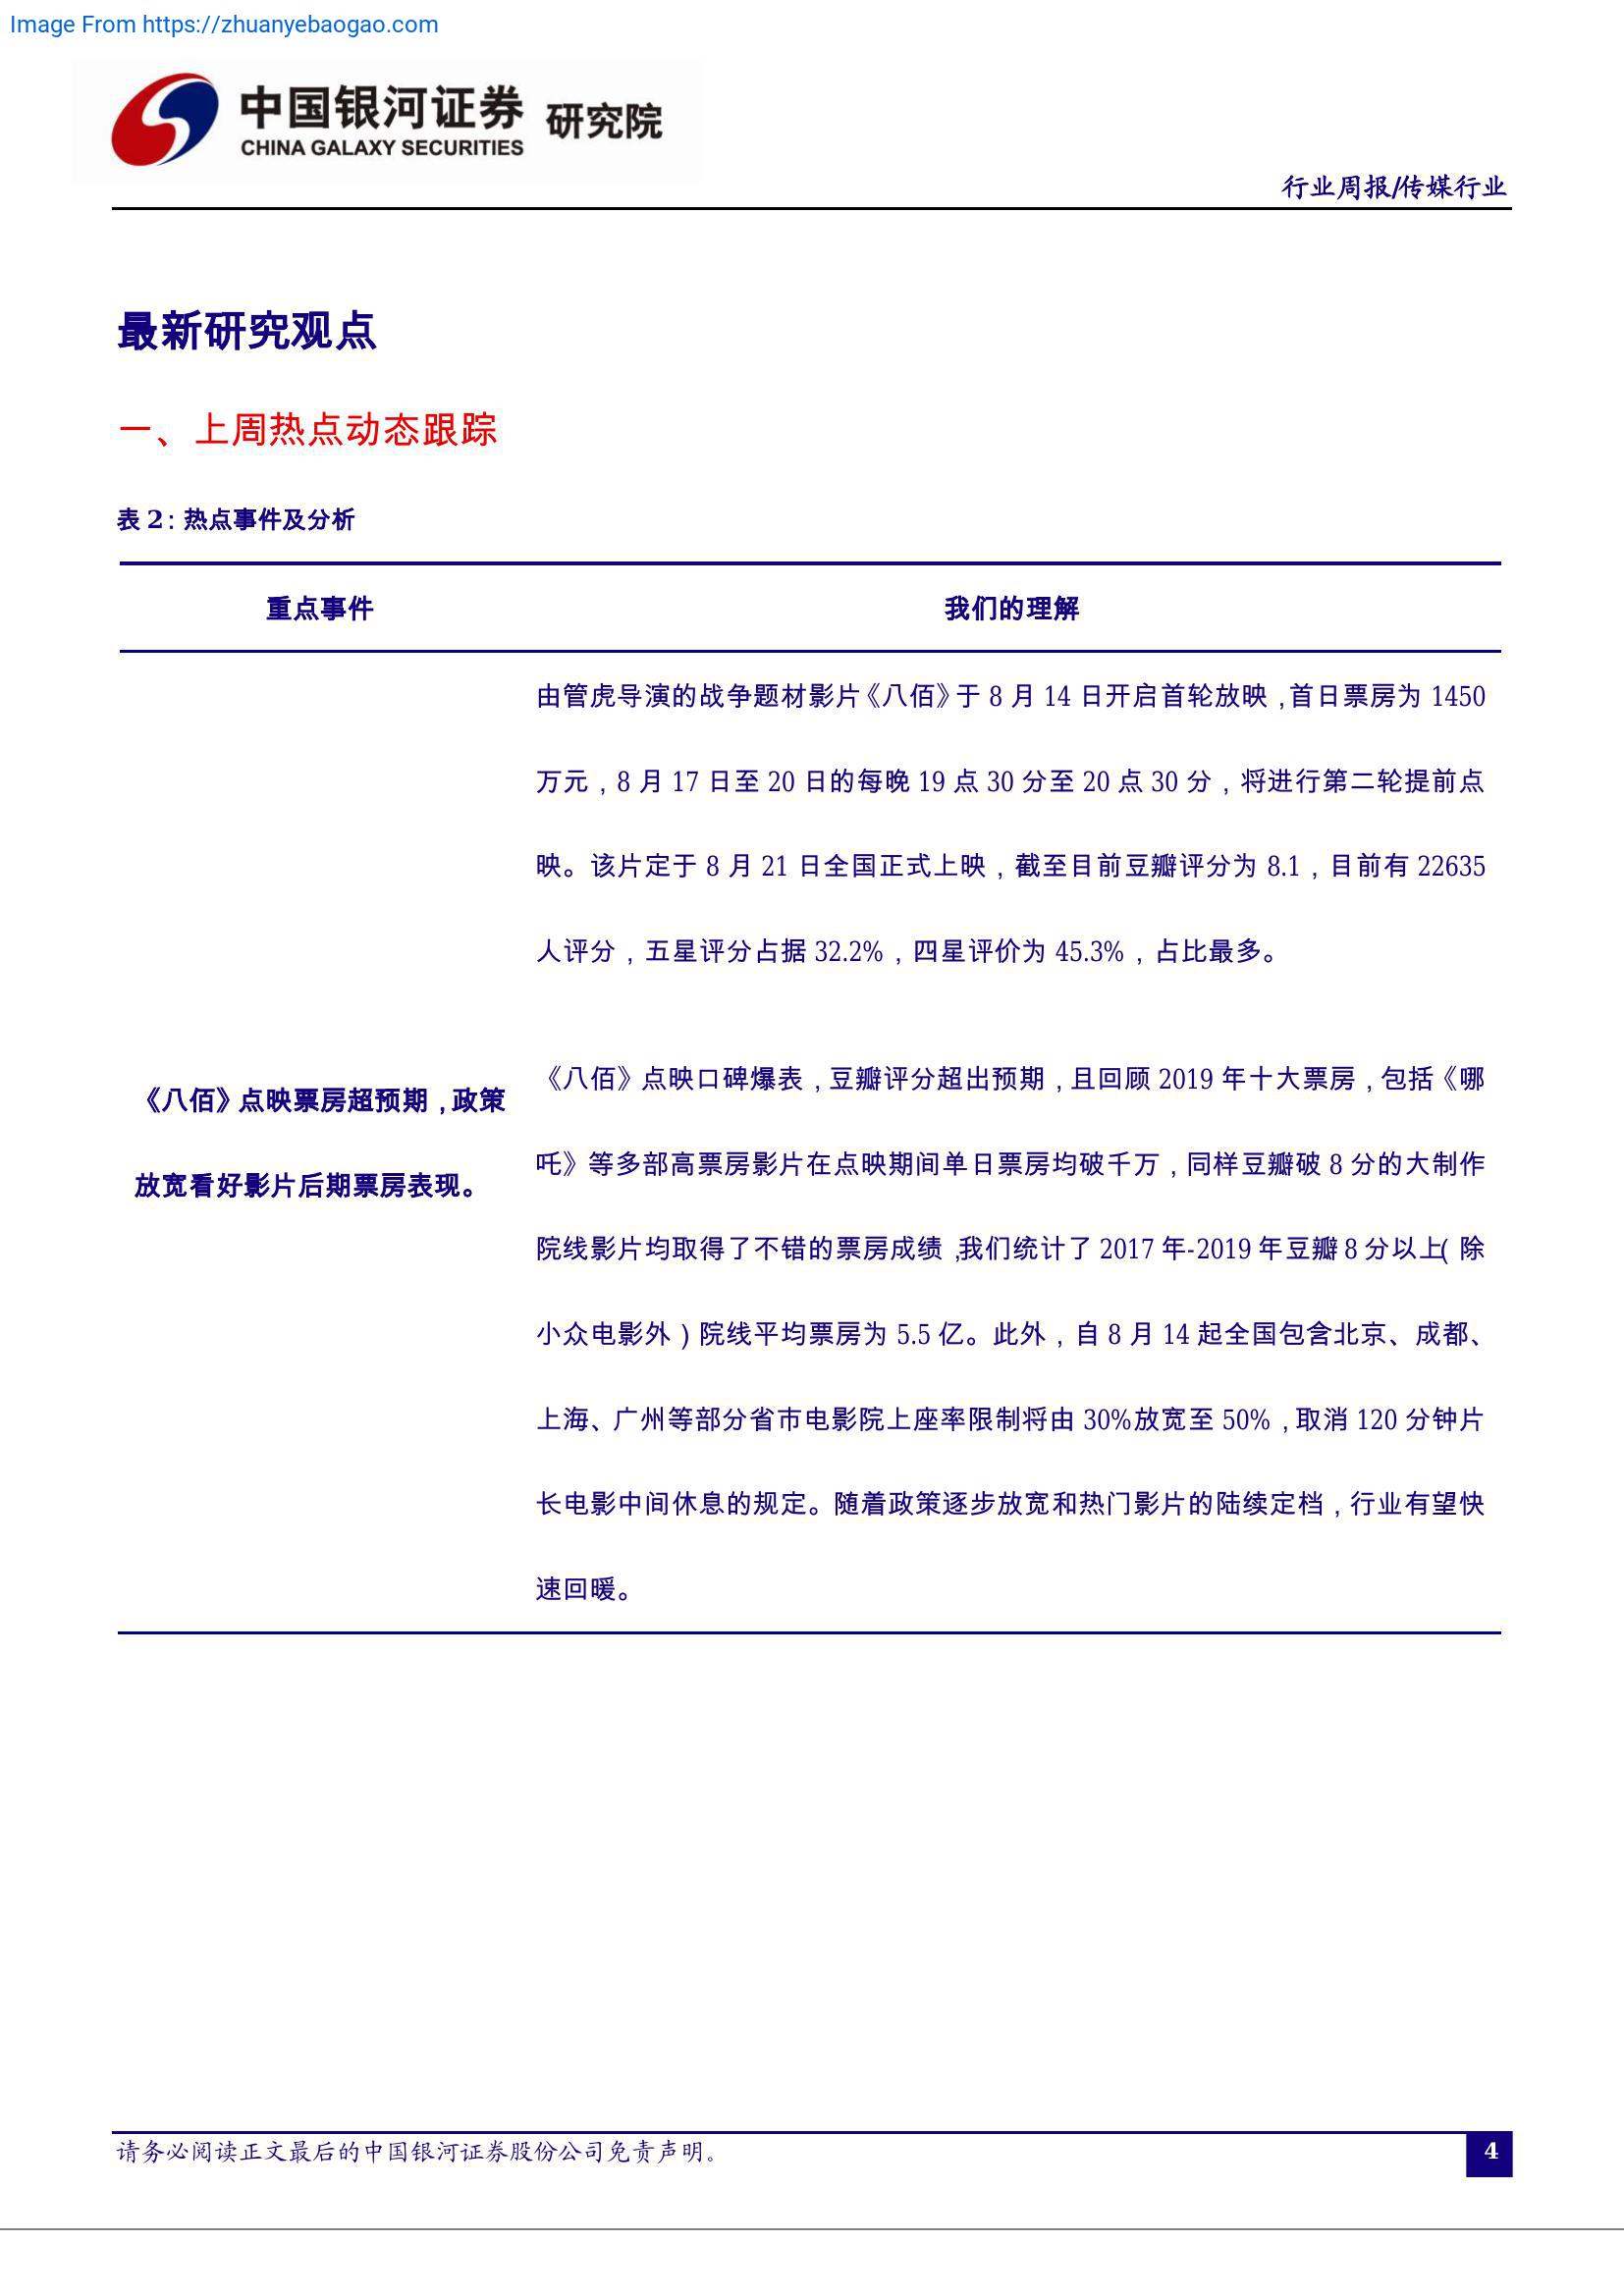 Image From https://zhuanyebaogao.com
中国银河证券 研究院
CHINA GALAXY SECURITIES
行业周报/传媒行业
最新研究观点
一、上周热点动态跟踪
表 2：热点事件及分析
重点事件 我们的理解
由管虎导演的战争题材影片《八佰》于 8 月 14 日开启首轮放映，首日票房为 1450
万元，8 月 17 日至 20 日的每晚 19 点 30 分至 20 点 30 分，将进行第二轮提前点
映。该片定于 8 月 21 日全国正式上映，截至目前豆瓣评分为 8.1，目前有 22635
人评分，五星评分占据 32.2%，四星评价为 45.3%，占比最多。
《八佰》点映票房超预期，政策
放宽看好影片后期票房表现。
《八佰》点映口碑爆表，豆瓣评分超出预期，且回顾 2019 年十大票房，包括《哪
吒》等多部高票房影片在点映期间单日票房均破千万，同样豆瓣破 8 分的大制作
院线影片均取得了不错的票房成绩，我们统计了 2017 年-2019 年豆瓣 8 分以上（除
小众电影外）院线平均票房为 5.5 亿。此外，自 8 月 14 起全国包含北京、成都、
上海、广州等部分省市电影院上座率限制将由 30%放宽至 50%，取消 120 分钟片
长电影中间休息的规定。随着政策逐步放宽和热门影片的陆续定档，行业有望快
速回暖。
请务必阅读正文最后的中国银河证券股份公司免责声明。
4